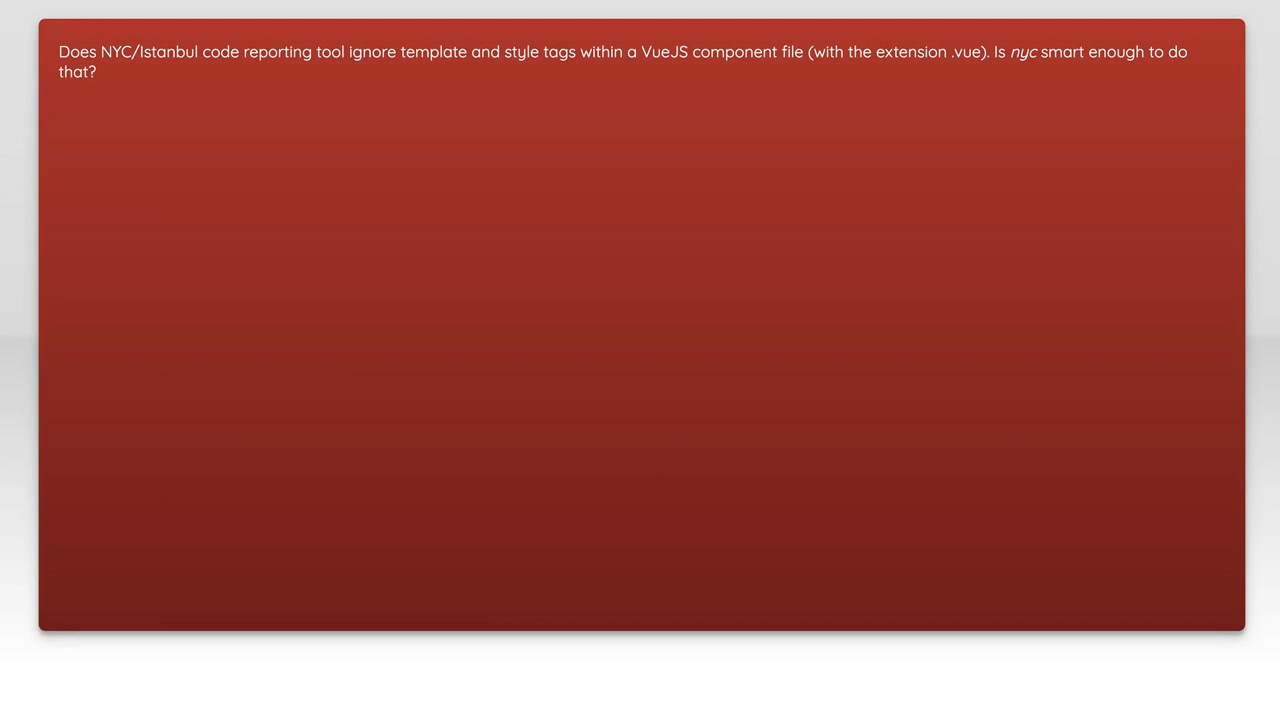 Does NYC/Istanbul code reporting tool ignore template and style tags within a VueJS component file (with the extension .vue). Is nyc smart enough to do
that?